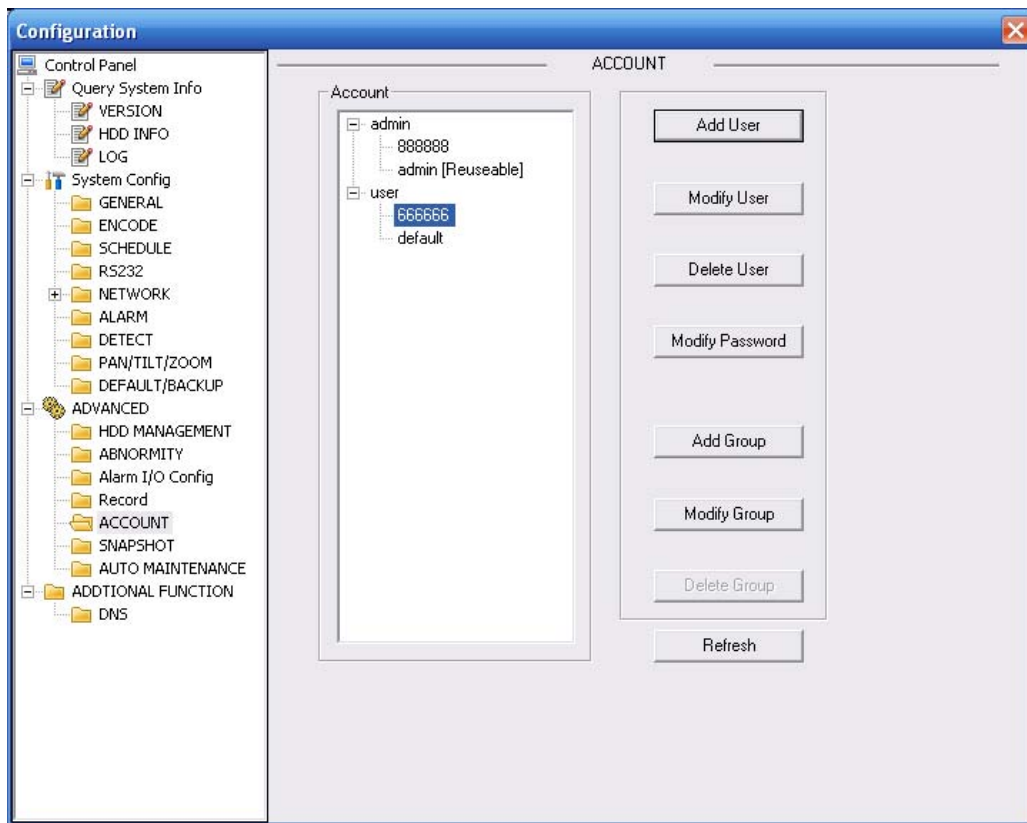 Configuration
Control Panel
Query System Info
VERSION
HDD INFO
LOG
System Config
GENERAL
ENCODE
SCHEDULE
RS232
NETWORK
ALARM
DETECT
PAN/TILT/ZOOM
DEFAULT/BACKUP
ADVANCED
HDD MANAGEMENT
ABNORMITY
Alarm I/O Config
Record
ACCOUNT
SNAPSHOT
AUTO MAINTENANCE
ADDTIONAL FUNCTION
DNS
ACCOUNT
Account
admin
888888
admin [Reuseable]
user
666666
default
Add User
Modify User
Delete User
Modify Password
Add Group
Modify Group
Delete Group
Refresh